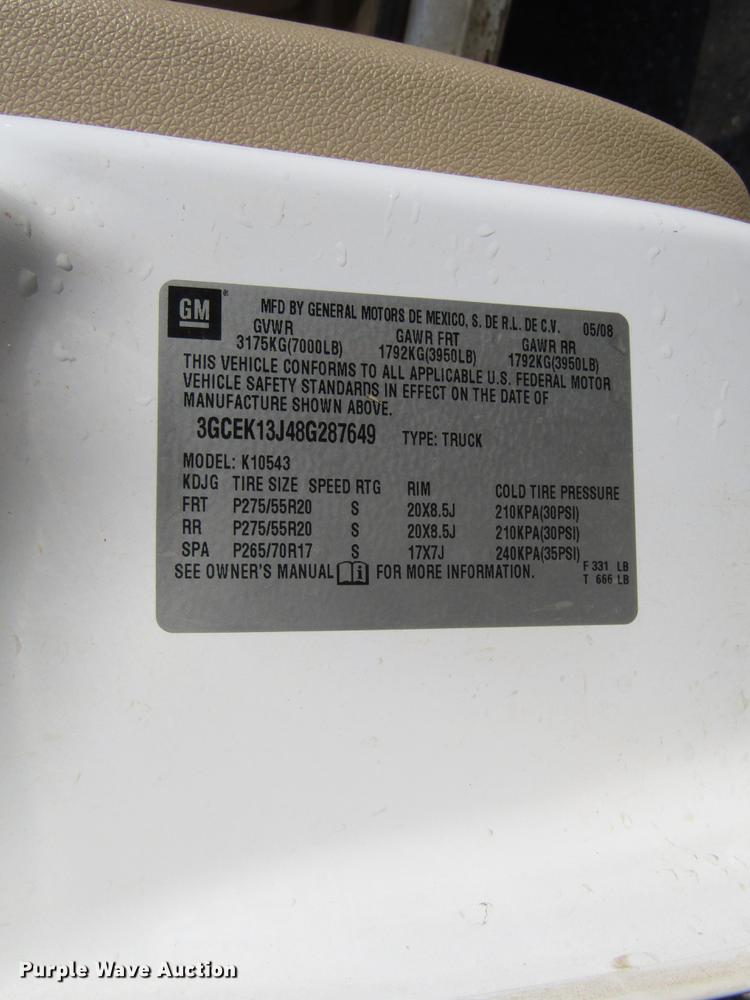 GM®
MFD BY GENERAL MOTORS DE MEXICO, S. DE R.L. DE C.V. 05/08
GVWR GAWR FRT GAWR RR
3175KG(7000LB) 1792KG(3950LB) 1792KG(3950LB)
THIS VEHICLE CONFORMS TO ALL APPLICABLE U.S. FEDERAL MOTOR
VEHICLE SAFETY STANDARDS IN EFFECT ON THE DATE OF
MANUFACTURE SHOWN ABOVE.
3GCEK13J48G287649 TYPE: TRUCK
MODEL: K10543
KDJG TIRE SIZE SPEED RTG RIM COLD TIRE PRESSURE
FRT P275/55R20 S 20X8.5J 210KPA(30PSI)
RR P275/55R20 S 20X8.5J 210KPA(30PSI)
SPA P265/70R17 S 17X7J 240KPA(35PSI)
SEE OWNER'S MANUAL FOR MORE INFORMATION. F 331 LB
T 666 LB
Purple Wave Auction